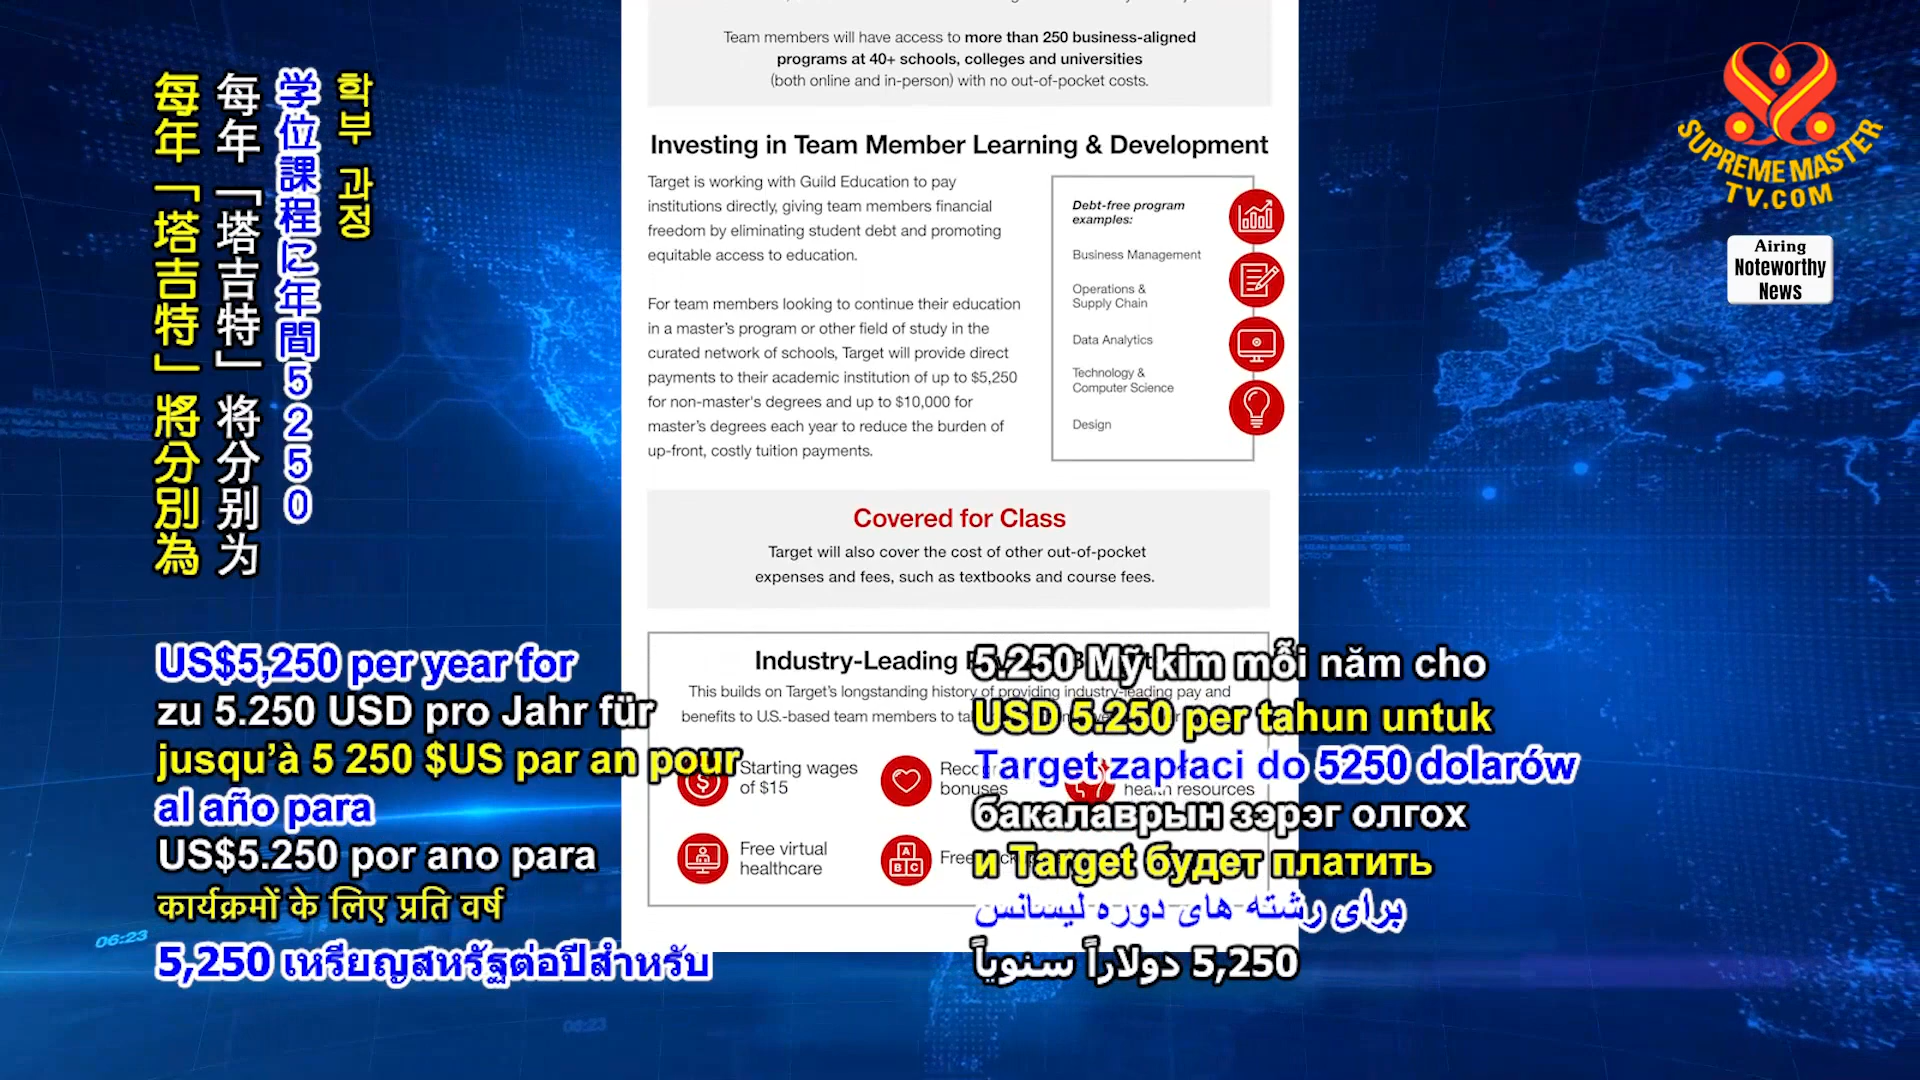 Team members will have access to more than 250 business-aligned
programs at 40+ schools, colleges and universities
(both online and in-person) with no out-of-pocket costs.
Investing in Team Member Learning & Development
Target is working with Guild Education to pay
institutions directly, giving team members financial
freedom by eliminating student debt and promoting
equitable access to education.
For team members looking to continue their education
in a master's program or other field of study in the
curated network of schools, Target will provide direct
payments to their academic institution of up to $5,250
for non-master's degrees and up to $10,000 for
master's degrees each year to reduce the burden of
up-front, costly tuition payments.
Debt-free program
examples:
Business Management
Operations &
Supply Chain
Data Analytics
Technology &
Computer Science
Design
Covered for Class
Target will also cover the cost of other out-of-pocket
expenses and fees, such as textbooks and course fees.
Industry-Leading
This builds on Target's longstanding history of providing industry-leading pay and
benefits to U.S.-based team members to
Starting wages
of $15
bonuses
health resources
Free virtual
healthcare
Free
학부 과정
学位課程に年間5250
每年「塔吉特」将分别为
每年「塔吉特」將分別為
US$5,250 per year for
zu 5.250 USD pro Jahr für
jusqu'à 5 250 $US par an pour
al año para
US$5.250 por ano para
कार्यक्रमों के लिए प्रति वर्ष
5,250 เหรียญสหรัฐต่อปีสำหรับ
5.250 Mỹ kim mỗi năm cho
USD 5.250 per tahun untuk
Target zapłaci do 5250 dolarów
бакалаврын зэрэг олгох
и Target будет платить
برای رشته های دوره لیسانس
5,250 دولاراً سنوياً
SUPREME MASTER
TV.COM
Airing
Noteworthy
News
06:23
06:23